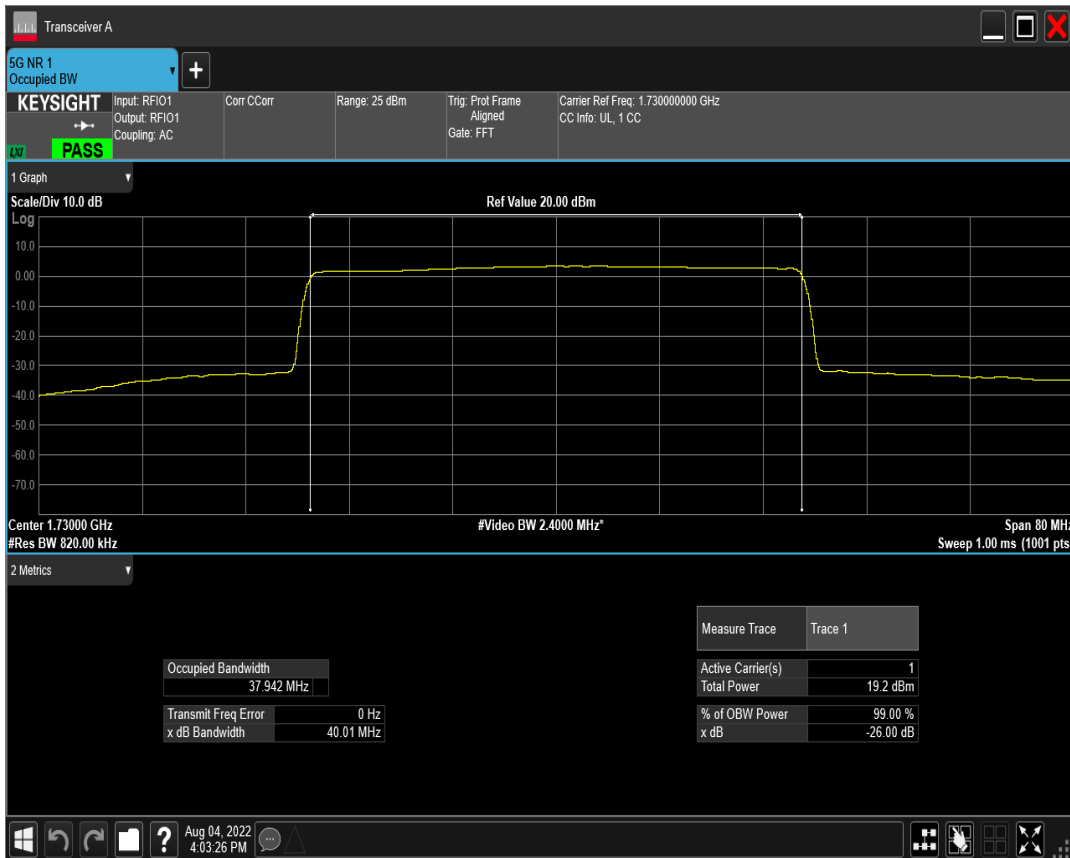 Transceiver A
5G NR 1
Occupied BW
KEYSIGHT
LXI
PASS
Input: RFIO1
Output: RFIO1
Coupling: AC
Corr CCorr
Range: 25 dBm
Trig: Prot Frame
Aligned
Gate: FFT
Carrier Ref Freq: 1.730000000 GHz
CC Info: UL, 1 CC
1 Graph
Scale/Div 10.0 dB
Ref Value 20.00 dBm
Log
10.0
0.00
-10.0
-20.0
-30.0
-40.0
-50.0
-60.0
-70.0
Center 1.73000 GHz
#Video BW 2.4000 MHz*
Span 80 MHz
#Res BW 820.00 kHz
Sweep 1.00 ms (1001 pts
2 Metrics
Measure Trace Trace 1
Occupied Bandwidth
37.942 MHz
Active Carrier(s) 1
Total Power 19.2 dBm
Transmit Freq Error 0 Hz
x dB Bandwidth 40.01 MHz
% of OBW Power 99.00 %
x dB -26.00 dB
?
Aug 04, 2022
4:03:26 PM